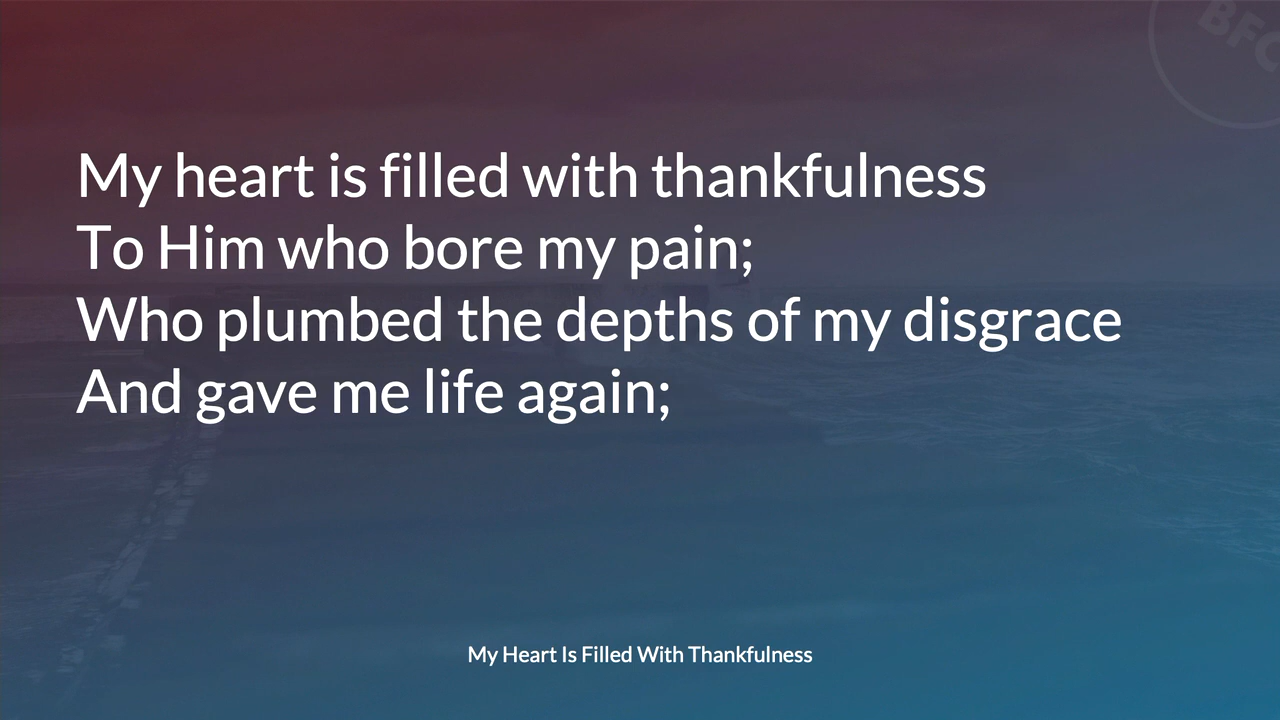 BFC
My heart is filled with thankfulness
To Him who bore my pain;
Who plumbed the depths of my disgrace
And gave me life again;
My Heart Is Filled With Thankfulness